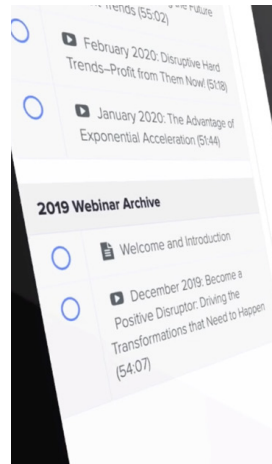 Trends (55:02)
the Future
February 2020: Disruptive Hard
Trends–Profit from Them Now! (51:18)
January 2020: The Advantage of
Exponential Acceleration (51:44)
2019 Webinar Archive
Welcome and Introduction
December 2019: Become a
Positive Disruptor: Driving the
Transformations that Need to Happen
(54:07)